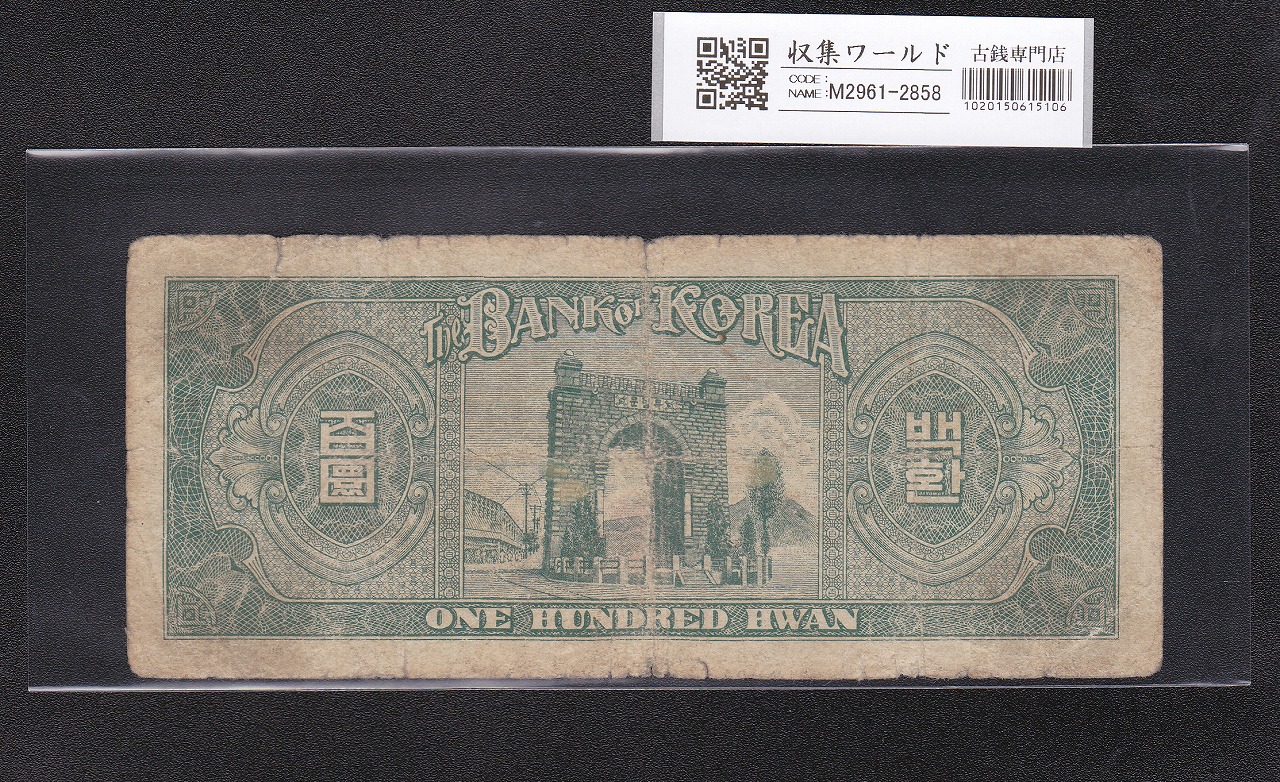 収集ワールド 古銭専門店
CODE:
NAME: M2961-2858
1020150615106
The BANK OF KOREA
百圜
백환
ONE HUNDRED HWAN